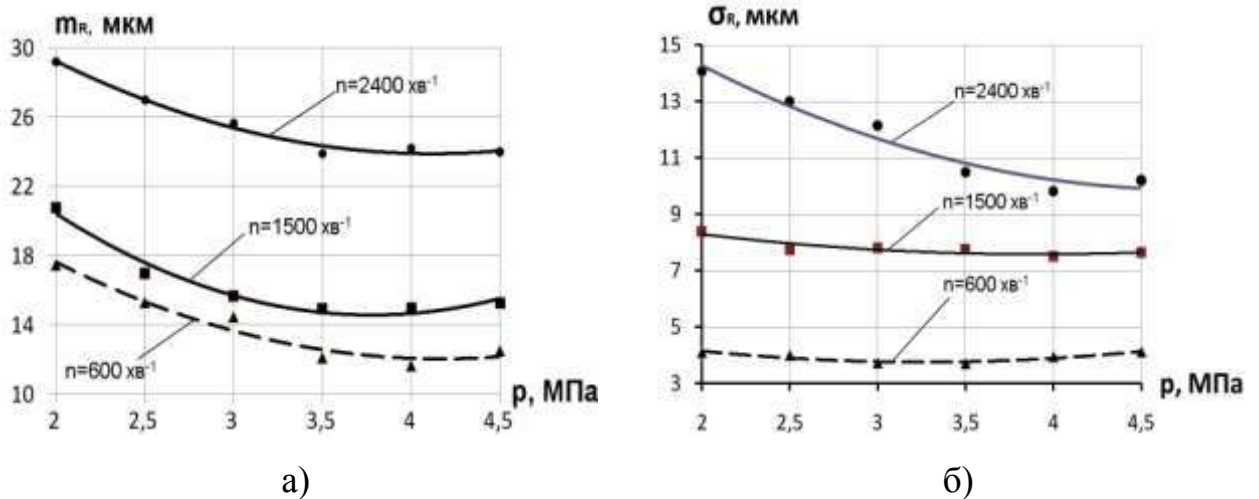 mR, мкм
30
26
22
18
14
10
n=2400 хв-1
n=1500 хв-1
n=600 хв-1
2 2,5 3 3,5 4 4,5
p, МПа
а)
σR, мкм
15
13
11
9
7
5
3
n=2400 хв-1
n=1500 хв-1
n=600 хв-1
2 2,5 3 3,5 4 4,5
p, МПа
б)